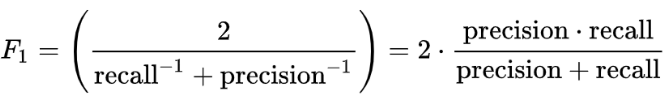 F₁ = ( 2 / (recall⁻¹ + precision⁻¹) ) = 2 · (precision · recall) / (precision + recall)